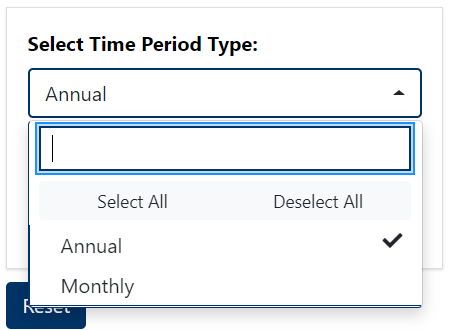 Select Time Period Type:
Annual
Select All Deselect All
Annual
Monthly
Reset